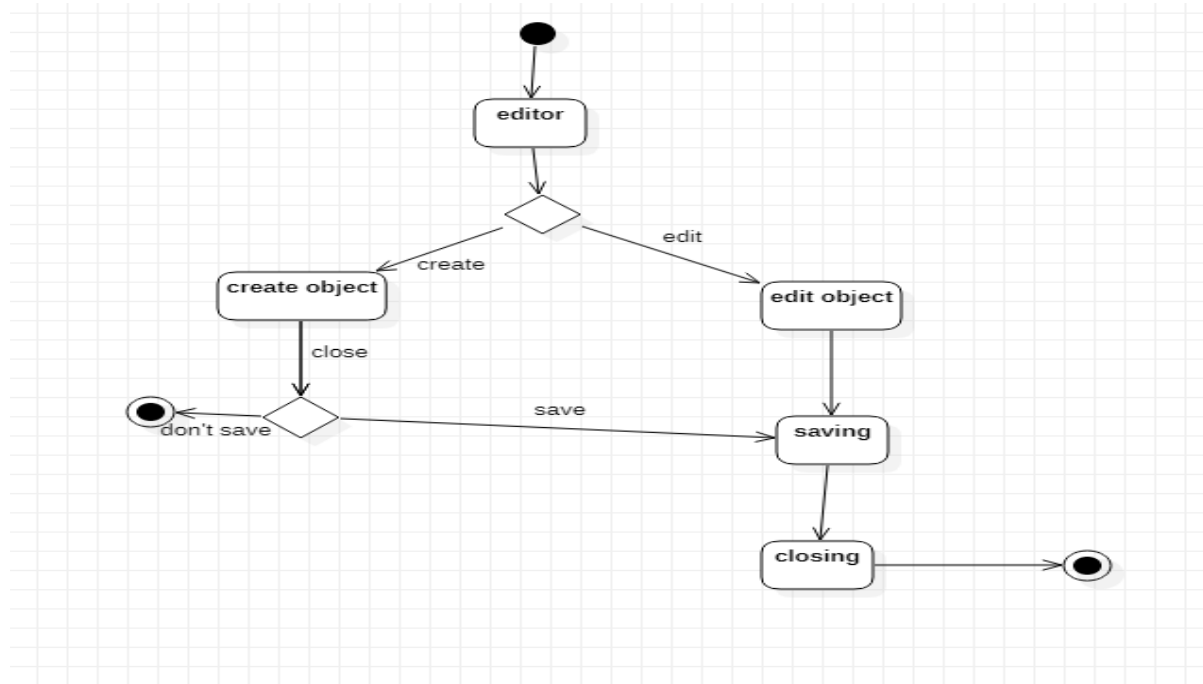 editor
edit
create
create object
edit object
close
save
don't save
saving
closing